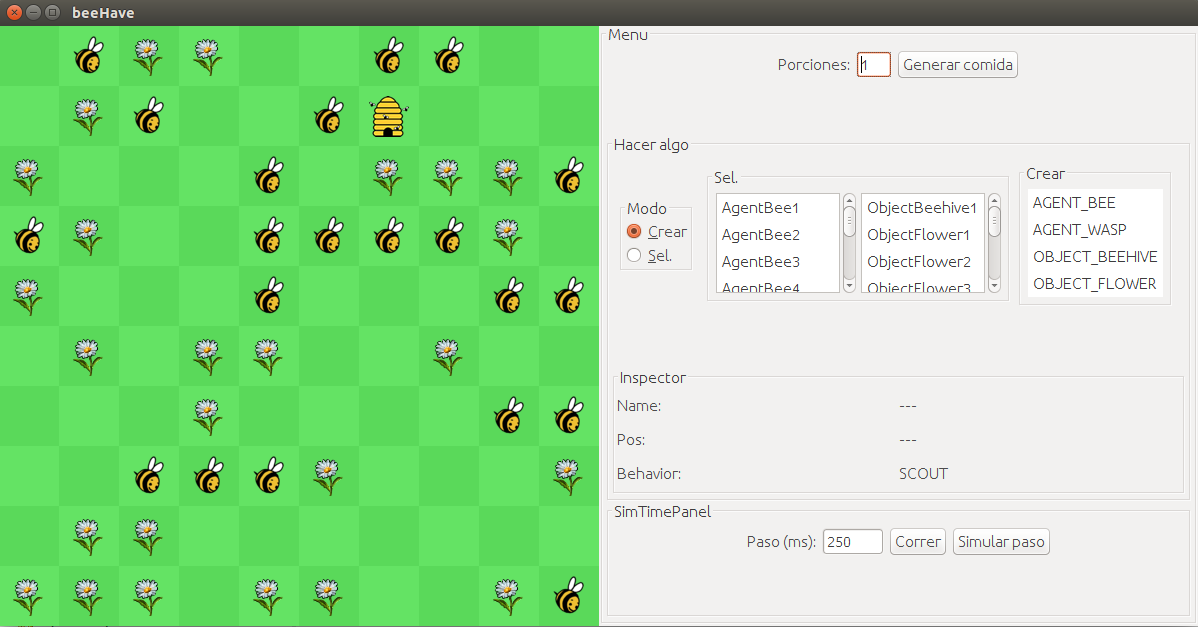 beeHave
Menu
Porciones: 1 Generar comida
Hacer algo
Modo
Crear
Sel.
Sel.
AgentBee1
AgentBee2
AgentBee3
AgentBee4
ObjectBeehive1
ObjectFlower1
ObjectFlower2
ObjectFlower3
Crear
AGENT_BEE
AGENT_WASP
OBJECT_BEEHIVE
OBJECT_FLOWER
Inspector
Name: ---
Pos: ---
Behavior: SCOUT
SimTimePanel
Paso (ms): 250 Correr Simular paso